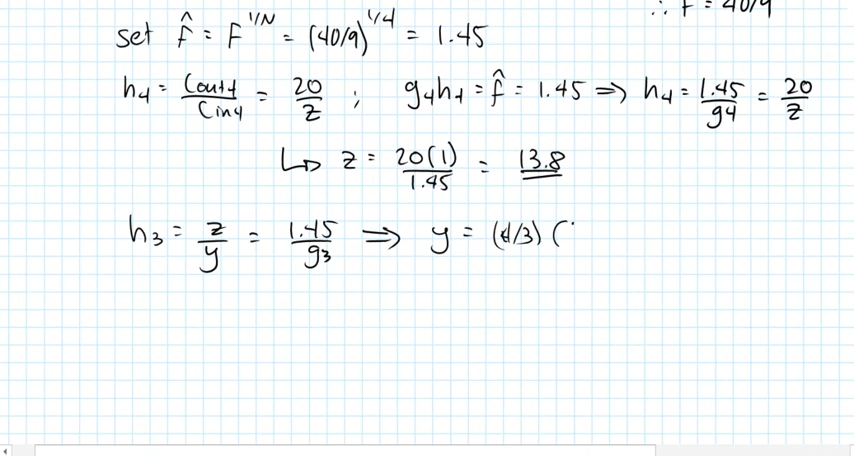 ∴ F = 40/9
set F̂ = F^1/N = (40/9)^1/4 = 1.45
h4 = Cout4/Cin4 = 20/z ; g4h4 = f̂ = 1.45 ⇒ h4 = 1.45/g4 = 20/z
↳ z = 20(1)/1.45 = 13.8
h3 = z/y = 1.45/g3 ⇒ y = (4/3) (